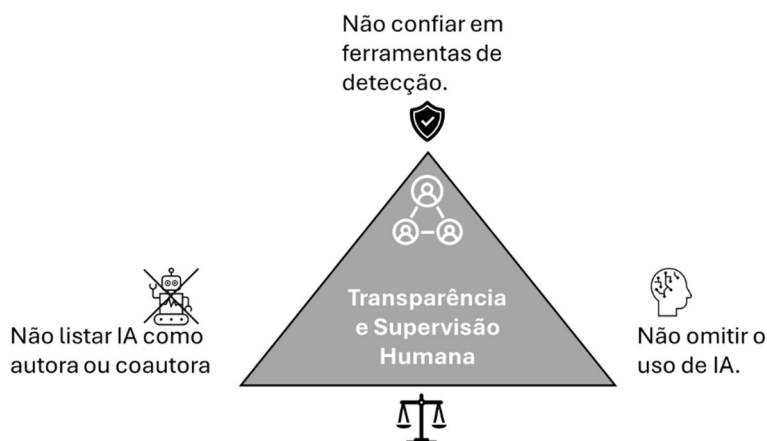 Não confiar em
ferramentas de
detecção.
Transparência
e Supervisão
Humana
Não listar IA como
autora ou coautora
Não omitir o
uso de IA.